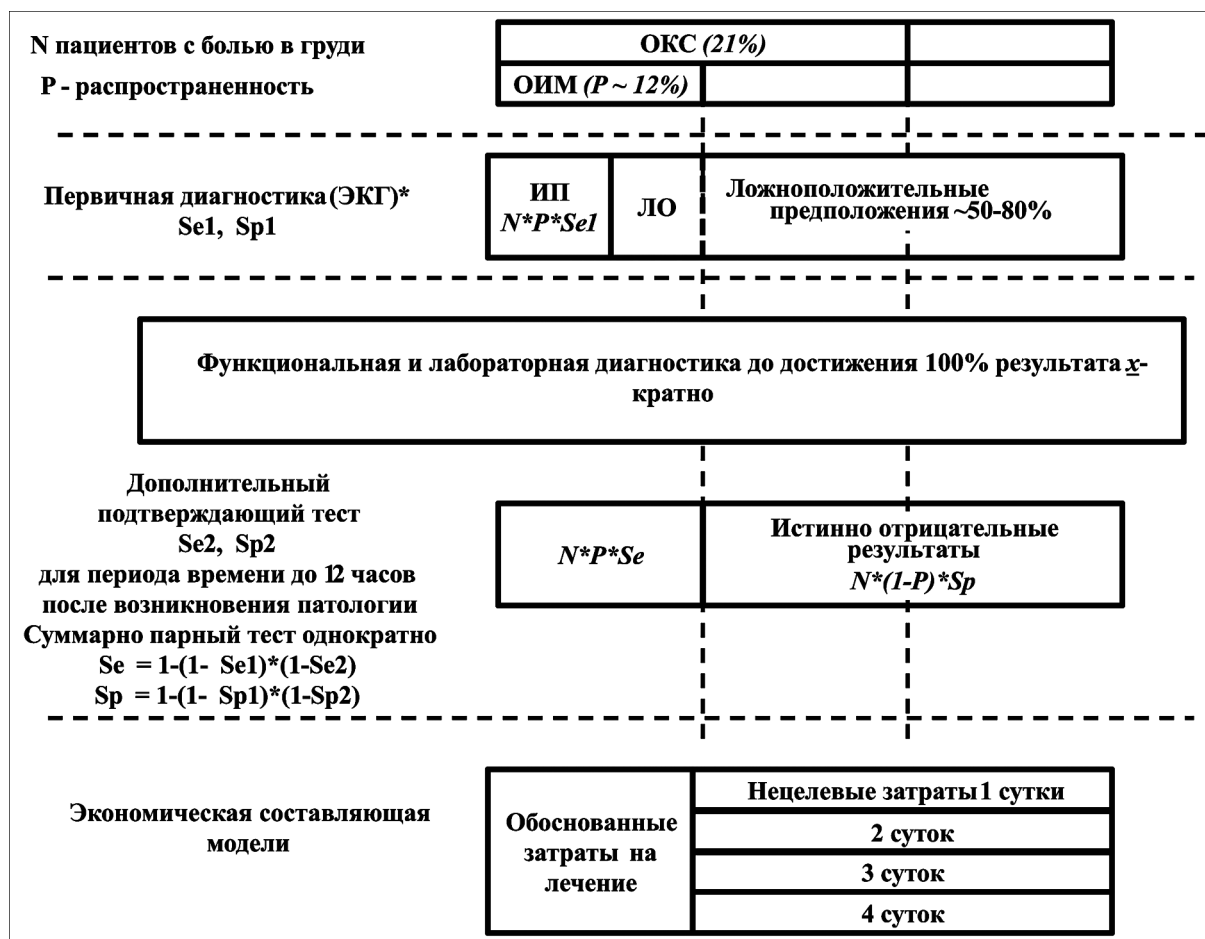 N пациентов с болью в груди
ОКС (21%)
P - распространенность
ОИМ (P ~ 12%)
Первичная диагностика(ЭКГ)*
Se1, Sp1
ИП
N*P*Se1
ЛО
Ложноположительные
предположения ~50-80%
Функциональная и лабораторная диагностика до достижения 100% результата x-
кратно
Дополнительный
подтверждающий тест
Se2, Sp2
для периода времени до 12 часов
после возникновения патологии
Суммарно парный тест однократно
Se = 1-(1- Se1)*(1-Se2)
Sp = 1-(1- Sp1)*(1-Sp2)
N*P*Se
Истинно отрицательные
результаты
N*(1-P)*Sp
Экономическая составляющая
модели
Обоснованные
затраты на
лечение
Нецелевые затраты 1 сутки
2 суток
3 суток
4 суток